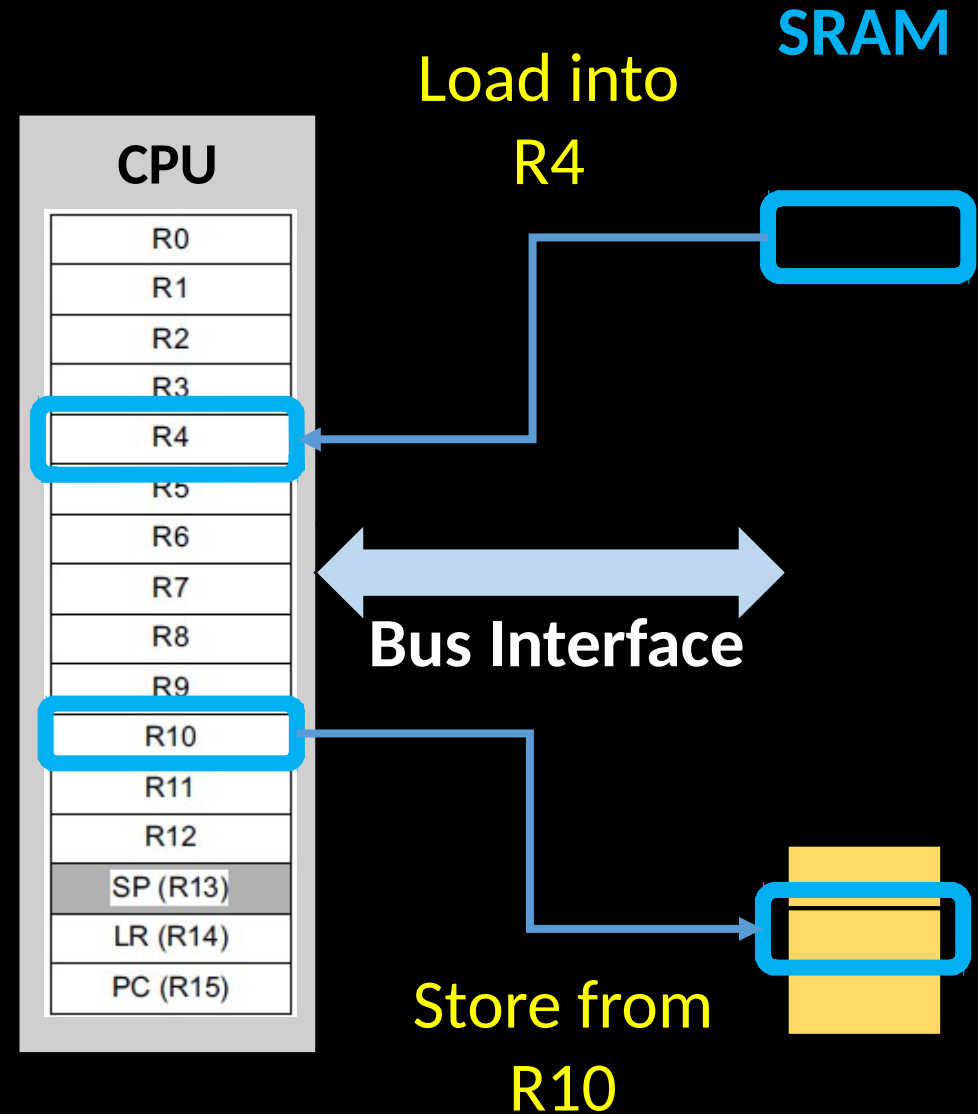 SRAM
Load into
R4
CPU
R0
R1
R2
R3
R4
R5
R6
R7
R8
R9
R10
R11
R12
SP (R13)
LR (R14)
PC (R15)
Bus Interface
Store from
R10